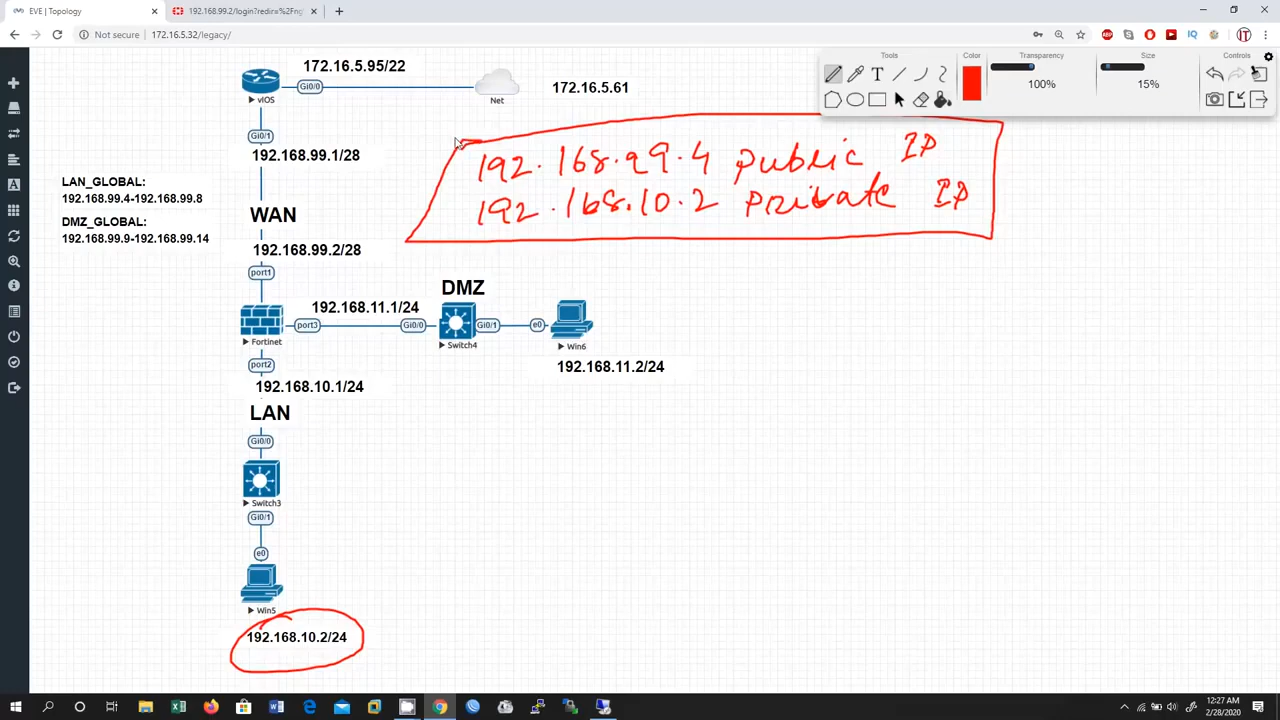 EVE | Topology
192.168.99.2/login?redir=%2Fng
Not secure
172.16.5.32/legacy/
Tools
Color
Transparency
Size
Controls
100%
15%
172.16.5.95/22
Gi0/0
vIOS
Net
172.16.5.61
Gi0/1
192.168.99.1/28
192.168.99.4 public IP
192.168.10.2 private IP
LAN_GLOBAL:
192.168.99.4-192.168.99.8
DMZ_GLOBAL:
192.168.99.9-192.168.99.14
WAN
192.168.99.2/28
port1
DMZ
192.168.11.1/24
port3
Gi0/0
Gi0/1
e0
Fortinet
Switch4
Win6
192.168.11.2/24
port2
192.168.10.1/24
LAN
Gi0/0
Switch3
Gi0/1
e0
Win5
192.168.10.2/24
12:27 AM
2/28/2020